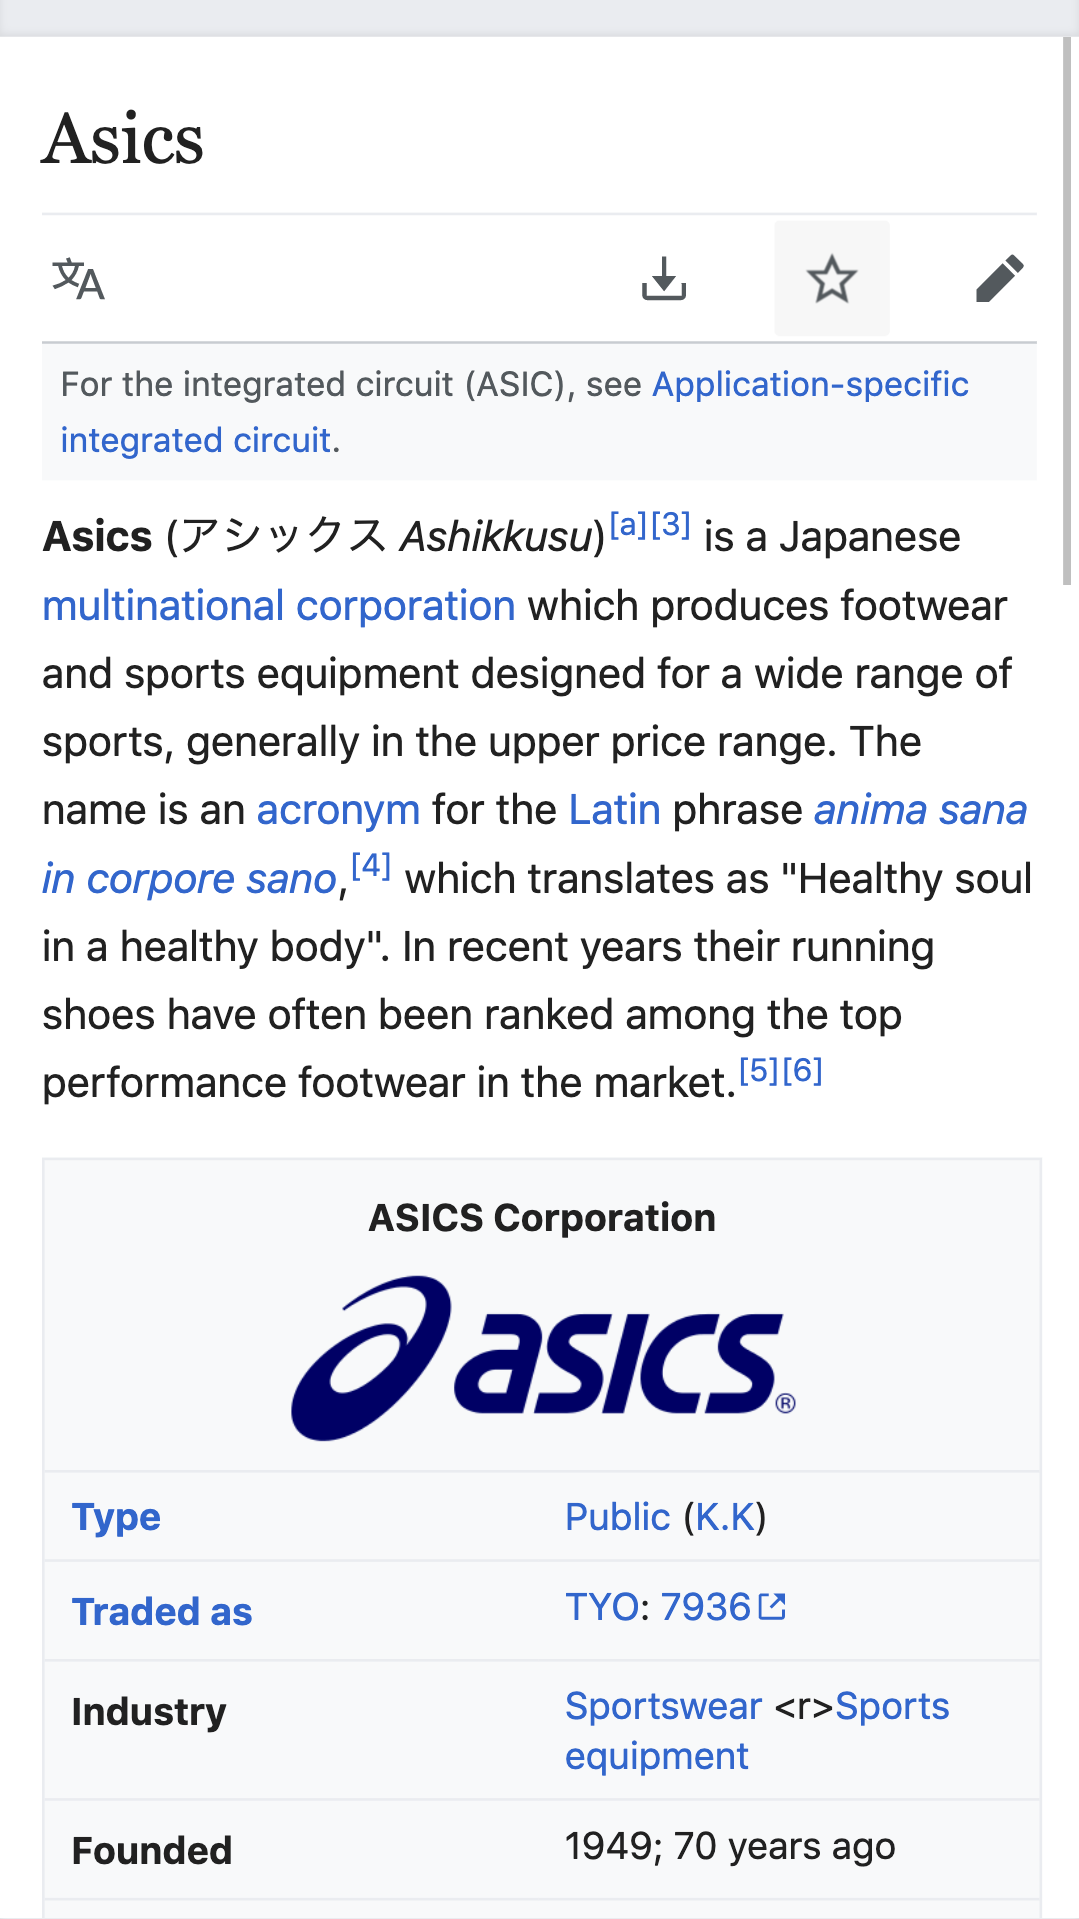 Asics
文A
For the integrated circuit (ASIC), see Application-specific
integrated circuit.
Asics (アシックス Ashikkusu)[a][3] is a Japanese
multinational corporation which produces footwear
and sports equipment designed for a wide range of
sports, generally in the upper price range. The
name is an acronym for the Latin phrase anima sana
in corpore sano,[4] which translates as "Healthy soul
in a healthy body". In recent years their running
shoes have often been ranked among the top
performance footwear in the market.[5][6]
ASICS Corporation
asics®
Type Public (K.K)
Traded as TYO: 7936
Industry Sportswear <r>Sports
equipment
Founded 1949; 70 years ago